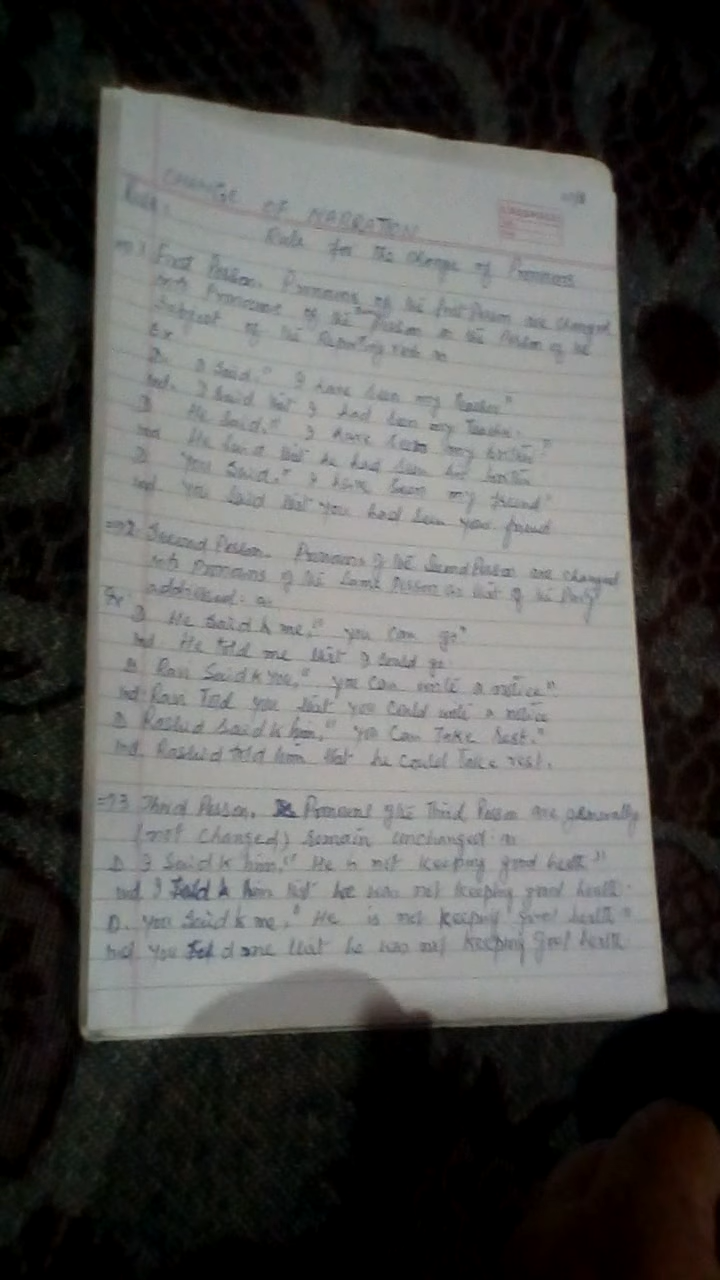 CHANGE OF NARRATION
Rule for the change of Pronouns
First Person. Pronouns of the first Person are changed
into Pronouns of the Person as the Person of the
Subject of the Reporting verb as
Ex
D. I Said," I have seen my Teacher"
Ind. I Said that I had seen my Teacher.
D He Said," I have seen my brother"
Ind He Said that he had seen his brother
D. You Said," I have seen my friend"
Ind You Said that you had seen your friend
=> 2 Second Person. Pronouns of the Second Person are changed
into Pronouns of the same Person as that of the Party
addressed. as
Ex D He Said to me," you can go"
Ind He told me that I could go
D Ravi Said to you," you can write a notice"
Ind Ravi Told you that you could write a notice
D Rashid Said to him," you Can Take Rest."
Ind. Rashid told him that he could Take rest.
=> 3 Third Person. Pronouns of the Third Person are generally
(not changed) remain unchanged. as
D I Said to him," He is not keeping good health"
Ind I Told him that he was not keeping good health.
D. you Said to me," He is not keeping good health"
Ind you Told me that he was not keeping good health